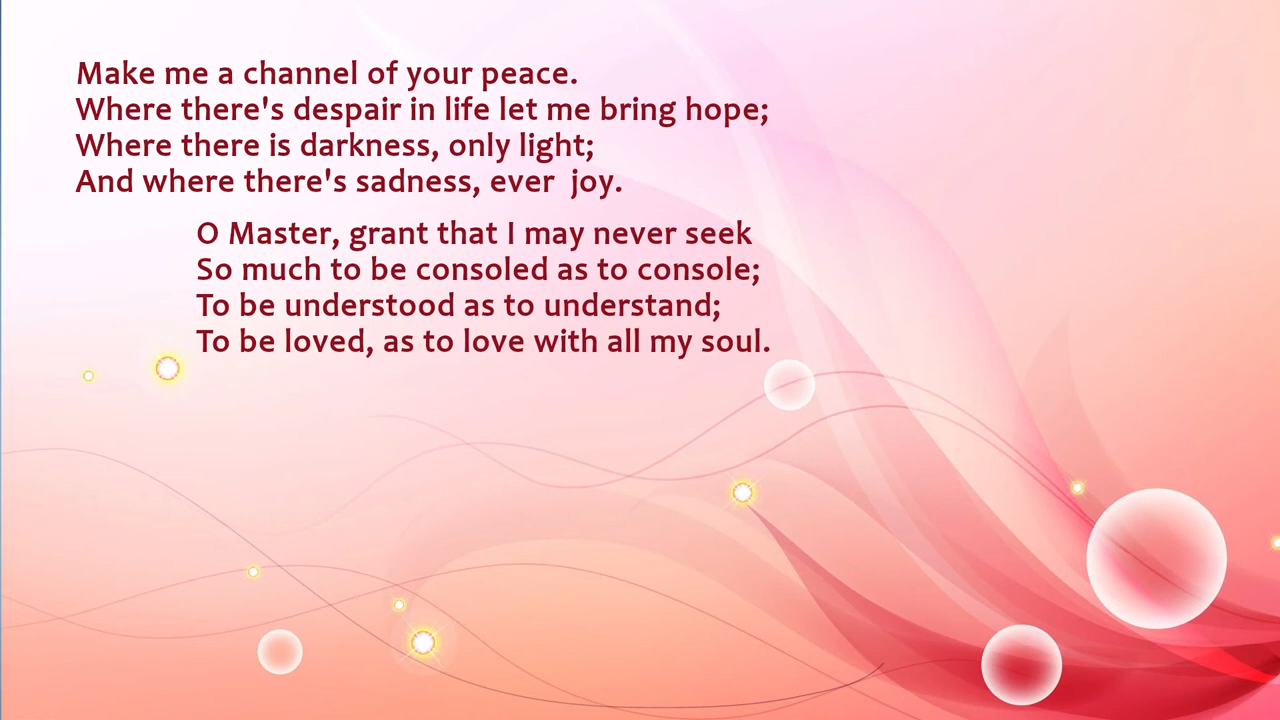 Make me a channel of your peace.
Where there's despair in life let me bring hope;
Where there is darkness, only light;
And where there's sadness, ever  joy.
O Master, grant that I may never seek
So much to be consoled as to console;
To be understood as to understand;
To be loved, as to love with all my soul.